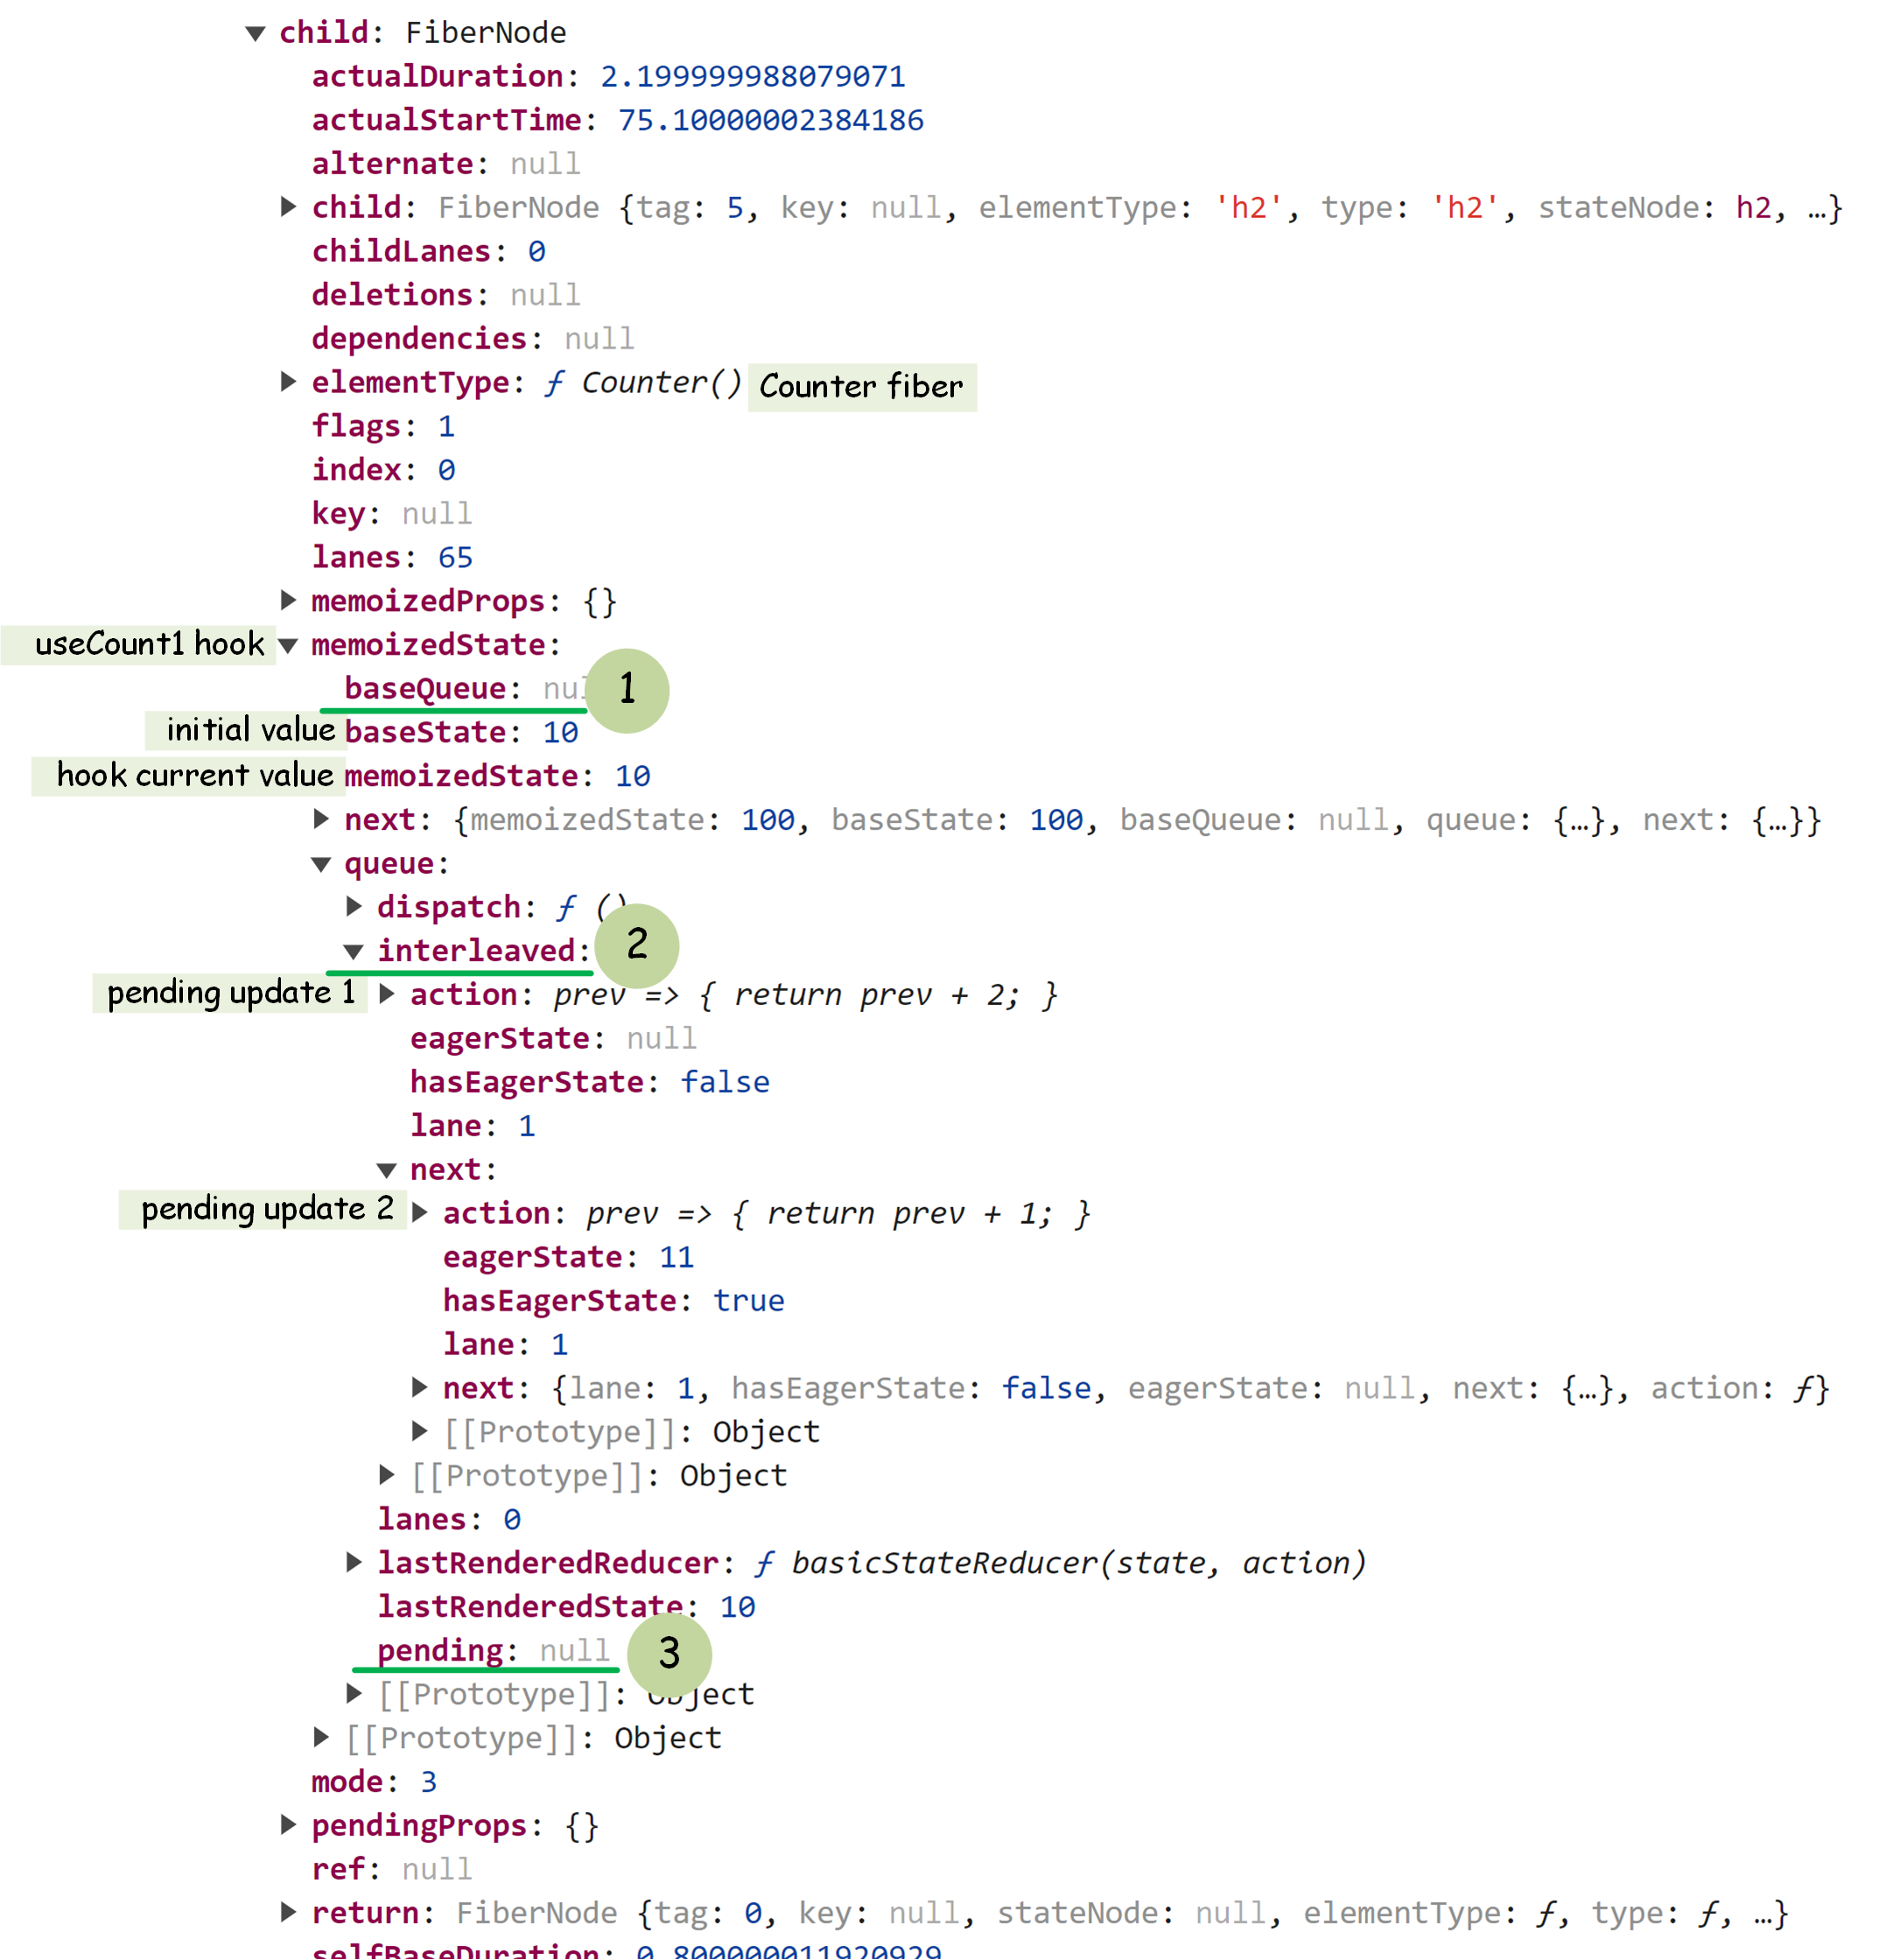 child: FiberNode
actualDuration: 2.199999988079071
actualStartTime: 75.10000002384186
alternate: null
child: FiberNode {tag: 5, key: null, elementType: 'h2', type: 'h2', stateNode: h2, …}
childLanes: 0
deletions: null
dependencies: null
elementType: ƒ Counter() Counter fiber
flags: 1
index: 0
key: null
lanes: 65
memoizedProps: {}
useCount1 hook memoizedState:
baseQueue: 1
initial value baseState: 10
hook current value memoizedState: 10
next: {memoizedState: 100, baseState: 100, baseQueue: null, queue: {…}, next: {…}}
queue:
dispatch: ƒ ()
interleaved: 2
pending update 1 action: prev => { return prev + 2; }
eagerState: null
hasEagerState: false
lane: 1
next:
pending update 2 action: prev => { return prev + 1; }
eagerState: 11
hasEagerState: true
lane: 1
next: {lane: 1, hasEagerState: false, eagerState: null, next: {…}, action: ƒ}
[[Prototype]]: Object
[[Prototype]]: Object
lanes: 0
lastRenderedReducer: ƒ basicStateReducer(state, action)
lastRenderedState: 10
pending: null 3
[[Prototype]]: Object
[[Prototype]]: Object
mode: 3
pendingProps: {}
ref: null
return: FiberNode {tag: 0, key: null, stateNode: null, elementType: ƒ, type: ƒ, …}
selfBaseDuration: 0.800000011920929